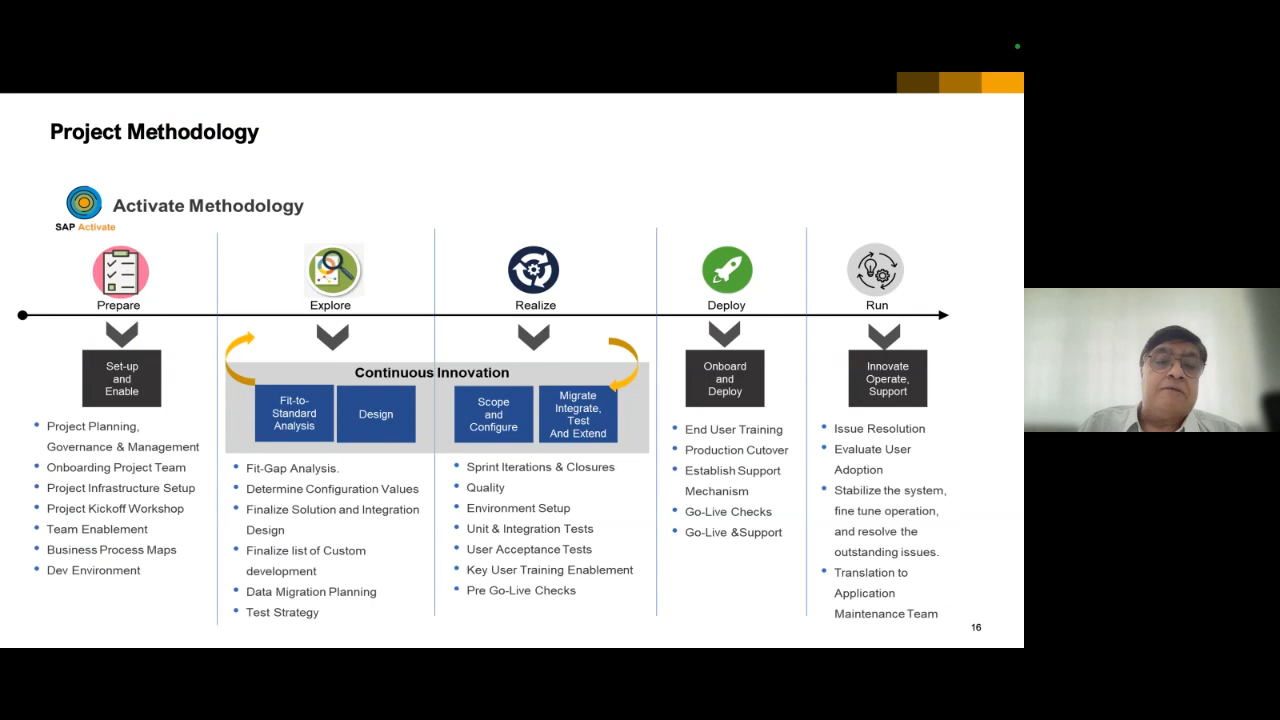 Project Methodology
Activate Methodology
SAP Activate
Prepare
Set-up
and
Enable
Project Planning,
Governance & Management
Onboarding Project Team
Project Infrastructure Setup
Project Kickoff Workshop
Team Enablement
Business Process Maps
Dev Environment
Explore
Realize
Continuous Innovation
Fit-to-
Standard
Analysis
Design
Fit-Gap Analysis.
Determine Configuration Values
Finalize Solution and Integration
Design
Finalize list of Custom
development
Data Migration Planning
Test Strategy
Scope
and
Configure
Migrate
Integrate,
Test
And Extend
Sprint Iterations & Closures
Quality
Environment Setup
Unit & Integration Tests
User Acceptance Tests
Key User Training Enablement
Pre Go-Live Checks
Deploy
Onboard
and
Deploy
End User Training
Production Cutover
Establish Support
Mechanism
Go-Live Checks
Go-Live &Support
Run
Innovate
Operate,
Support
Issue Resolution
Evaluate User
Adoption
Stabilize the system,
fine tune operation,
and resolve the
outstanding issues.
Translation to
Application
Maintenance Team
16